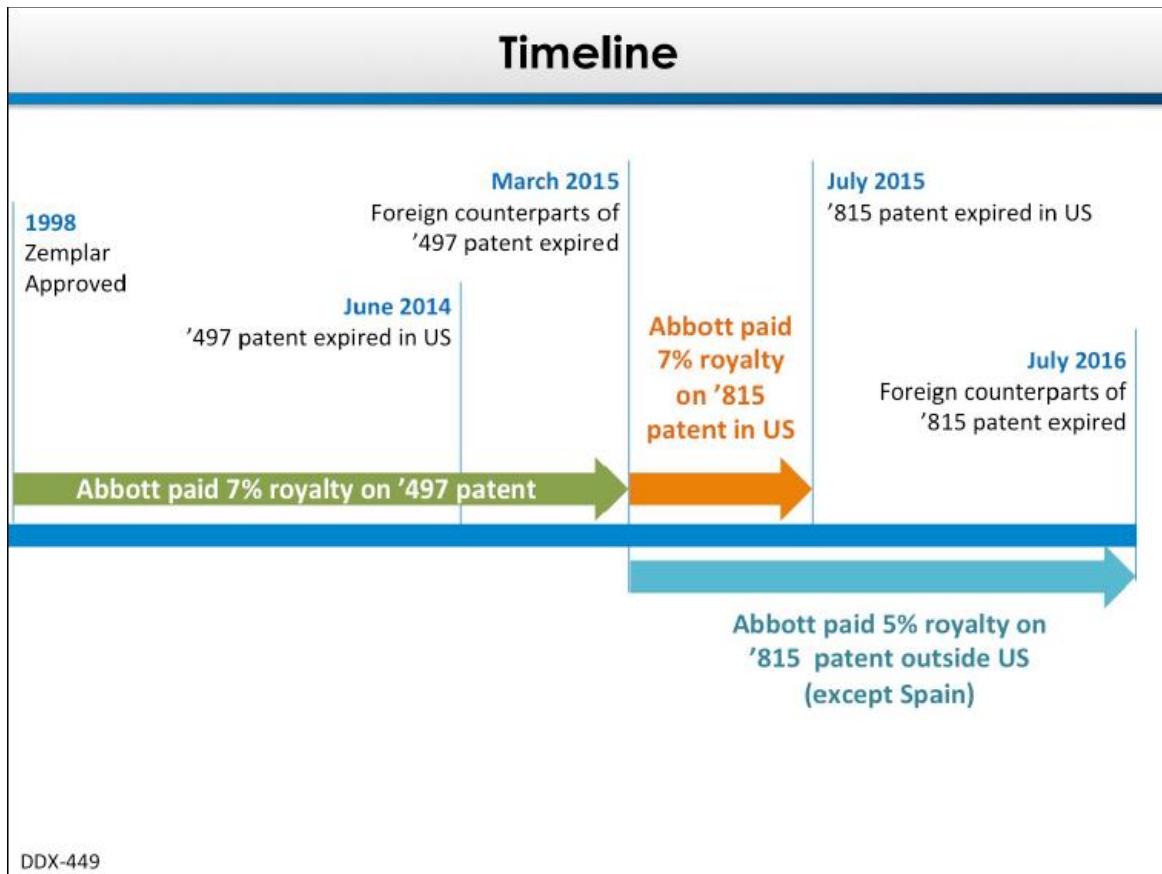 Timeline
1998
Zemplar
Approved
June 2014
’497 patent expired in US
March 2015
Foreign counterparts of
’497 patent expired
Abbott paid
7% royalty
on ’815
patent in US
July 2015
’815 patent expired in US
July 2016
Foreign counterparts of
’815 patent expired
Abbott paid 7% royalty on ’497 patent
Abbott paid 5% royalty on
’815 patent outside US
(except Spain)
DDX-449